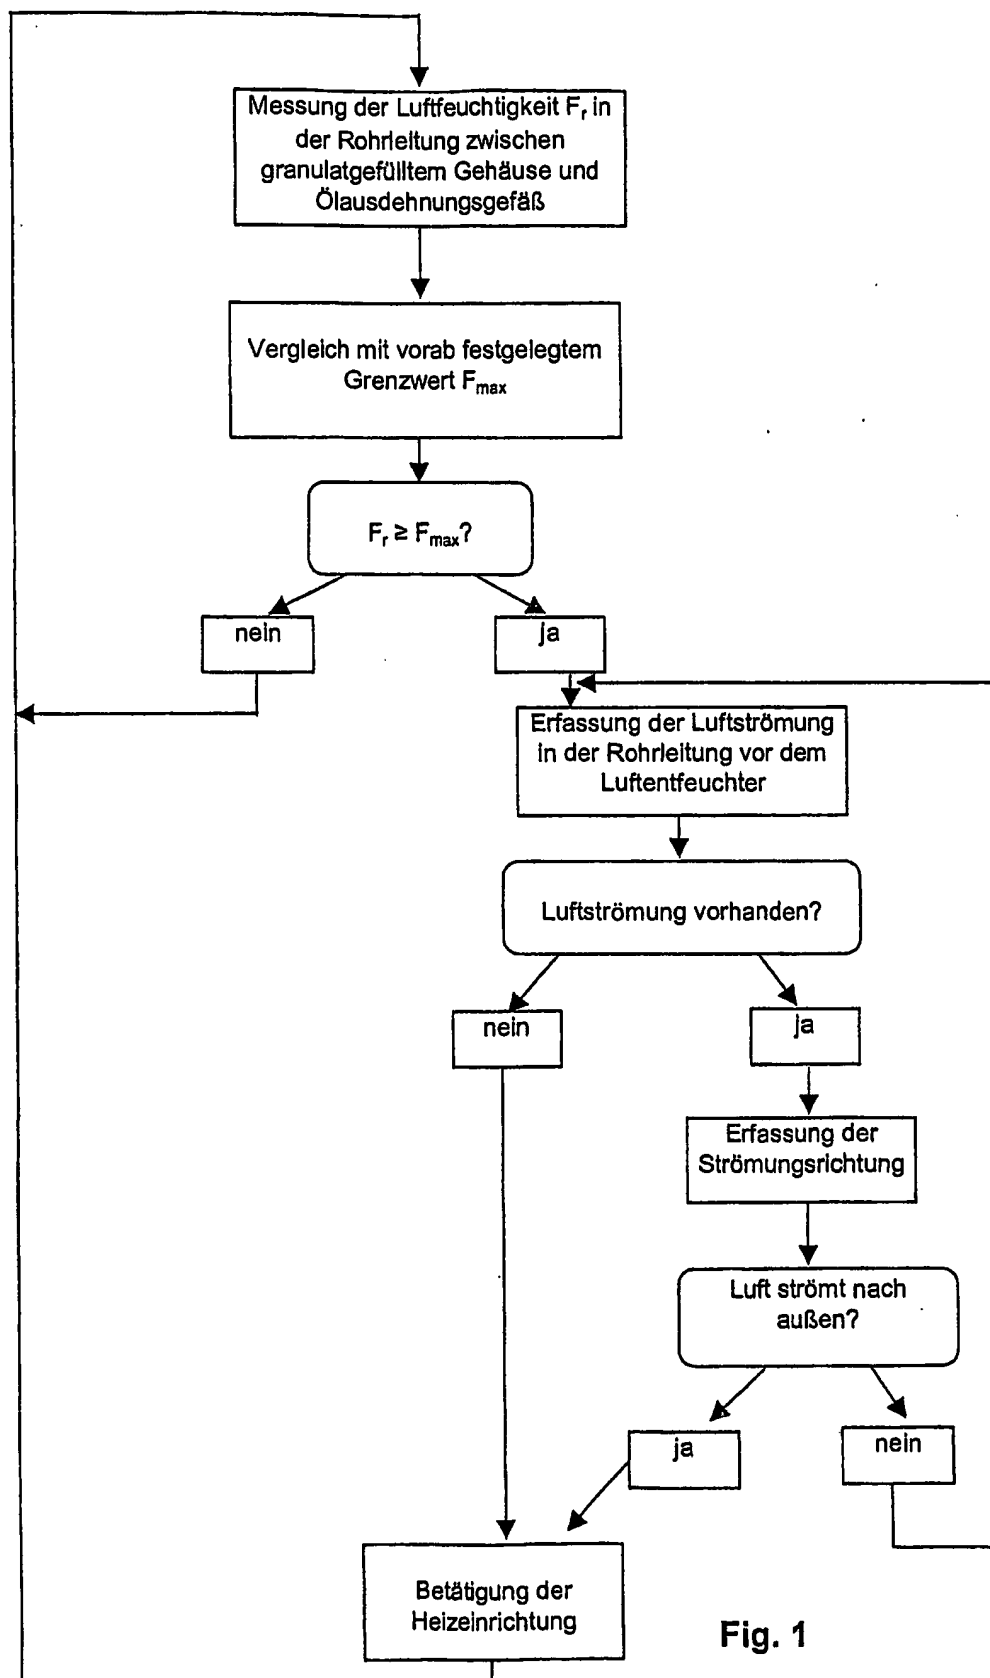 Messung der Luftfeuchtigkeit Fr in
der Rohrleitung zwischen
granulatgefülltem Gehäuse und
Ölausdehnungsgefäß
Vergleich mit vorab festgelegtem
Grenzwert Fmax
Fr ≥ Fmax?
nein
ja
Erfassung der Luftströmung
in der Rohrleitung vor dem
Luftentfeuchter
Luftströmung vorhanden?
nein
ja
Erfassung der
Strömungsrichtung
Luft strömt nach
außen?
ja
nein
Betätigung der
Heizeinrichtung
Fig. 1